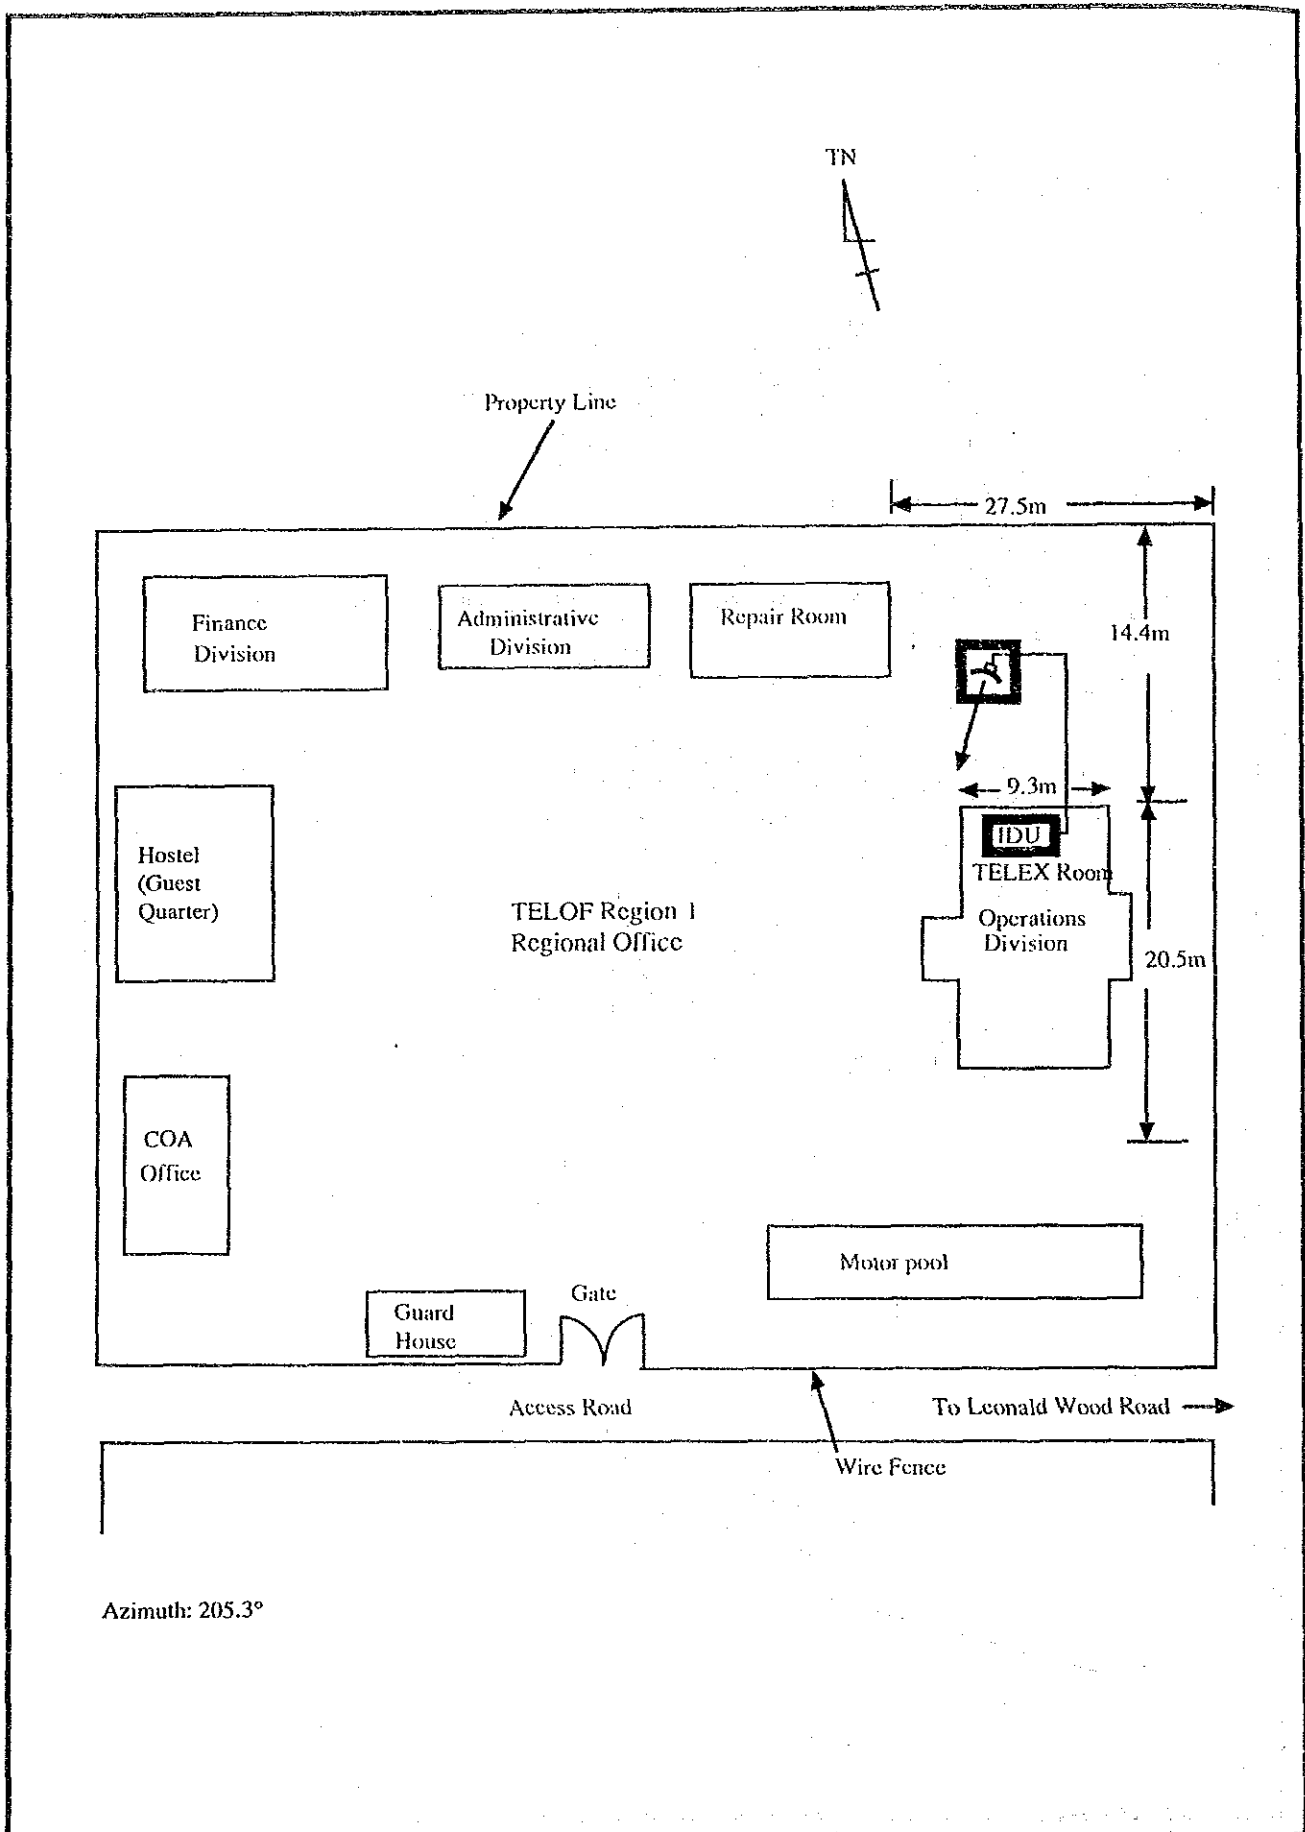 TN
Property Line
27.5m
Finance
Division
Administrative
Division
Repair Room
14.4m
9.3m
IDU
TELEX Room
Hostel
(Guest
Quarter)
TELOF Region 1
Regional Office
Operations
Division
20.5m
COA
Office
Motor pool
Gate
Guard
House
Access Road
To Leonald Wood Road
Wire Fence
Azimuth: 205.3°